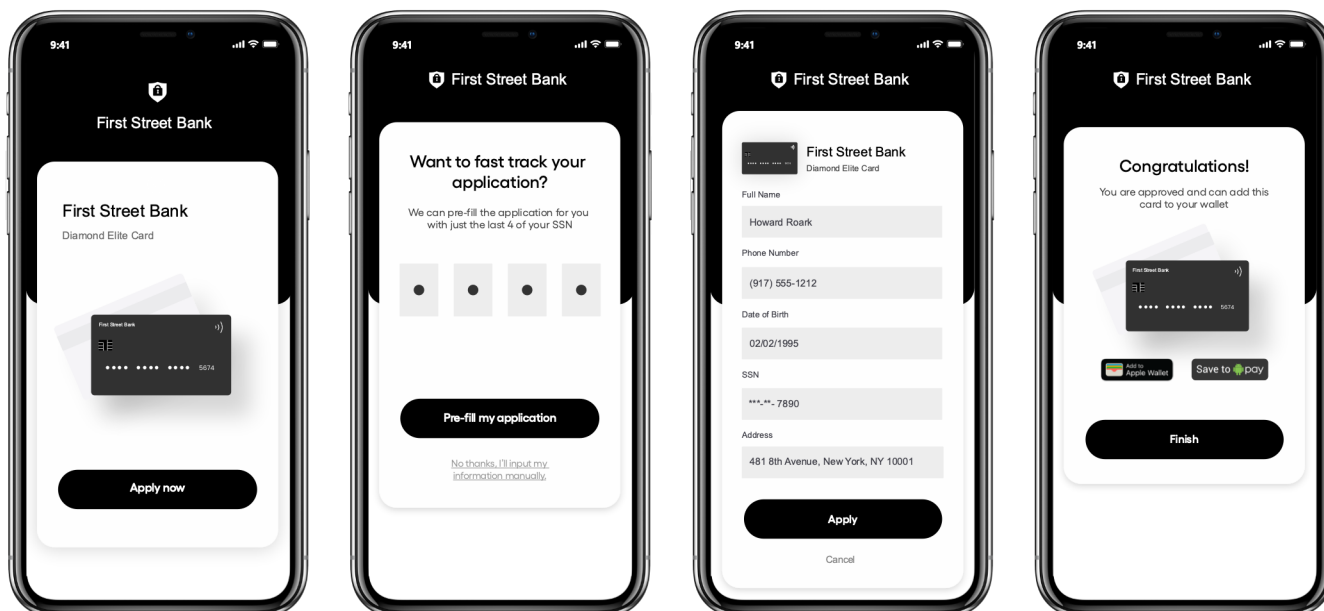 9:41
First Street Bank
First Street Bank
Diamond Elite Card
First Street Bank
5674
Apply now
9:41
First Street Bank
Want to fast track your
application?
We can pre-fill the application for you
with just the last 4 of your SSN
Pre-fill my application
No thanks, I'll input my
information manually.
9:41
First Street Bank
First Street Bank
Diamond Elite Card
Full Name
Howard Roark
Phone Number
(917) 555-1212
Date of Birth
02/02/1995
SSN
***-**- 7890
Address
481 8th Avenue, New York, NY 10001
Apply
Cancel
9:41
First Street Bank
Congratulations!
You are approved and can add this
card to your wallet
First Street Bank
5674
Add to
Apple Wallet
Save to pay
Finish